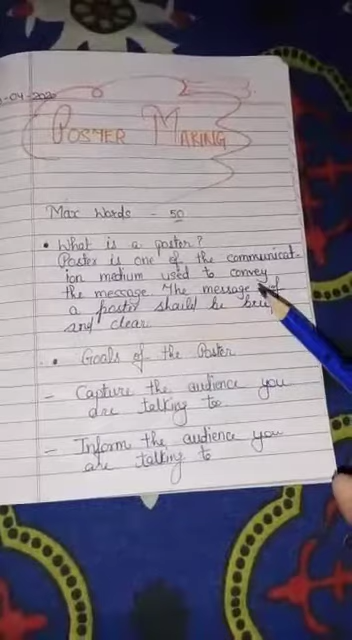 -04-2020
POSTER MAKING
Max Words - 50
• What is a poster?
Poster is one of the communicat-
ion medium used to convey
the message. The message of
a poster should be
and clear
• Goals of the Poster
- Capture the audience you
are talking to
- Inform the audience you
are talking to